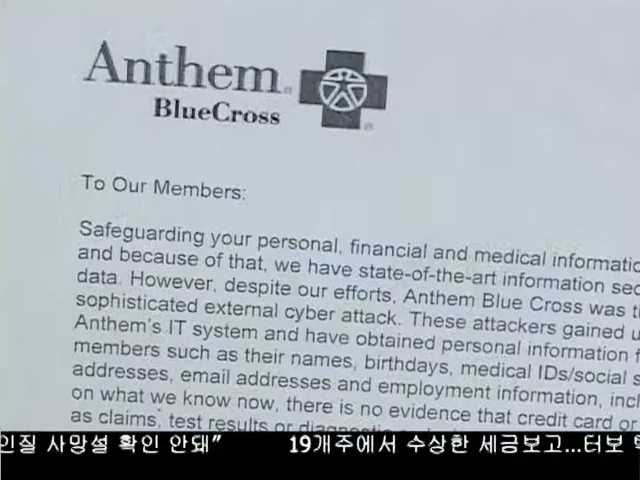 Anthem
BlueCross
To Our Members:
Safeguarding your personal, financial and medical
and because of that, we have state-of-the-art information
data. However, despite our efforts, Anthem Blue Cross was
sophisticated external cyber attack. These attackers gained
Anthem's IT system and have obtained personal information
members such as their names, birthdays, medical IDs/social
addresses, email addresses and employment information,
on what we know now, there is no evidence that credit card or
as claims, test results or
인질 사망설 확인 안돼” 19개주에서 수상한 세금보고...터보